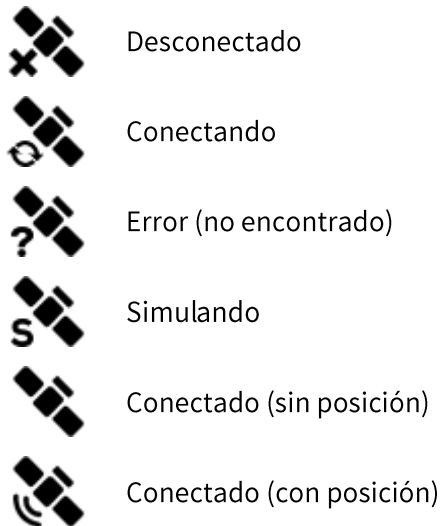 Desconectado
Conectando
Error (no encontrado)
Simulando
Conectado (sin posición)
Conectado (con posición)